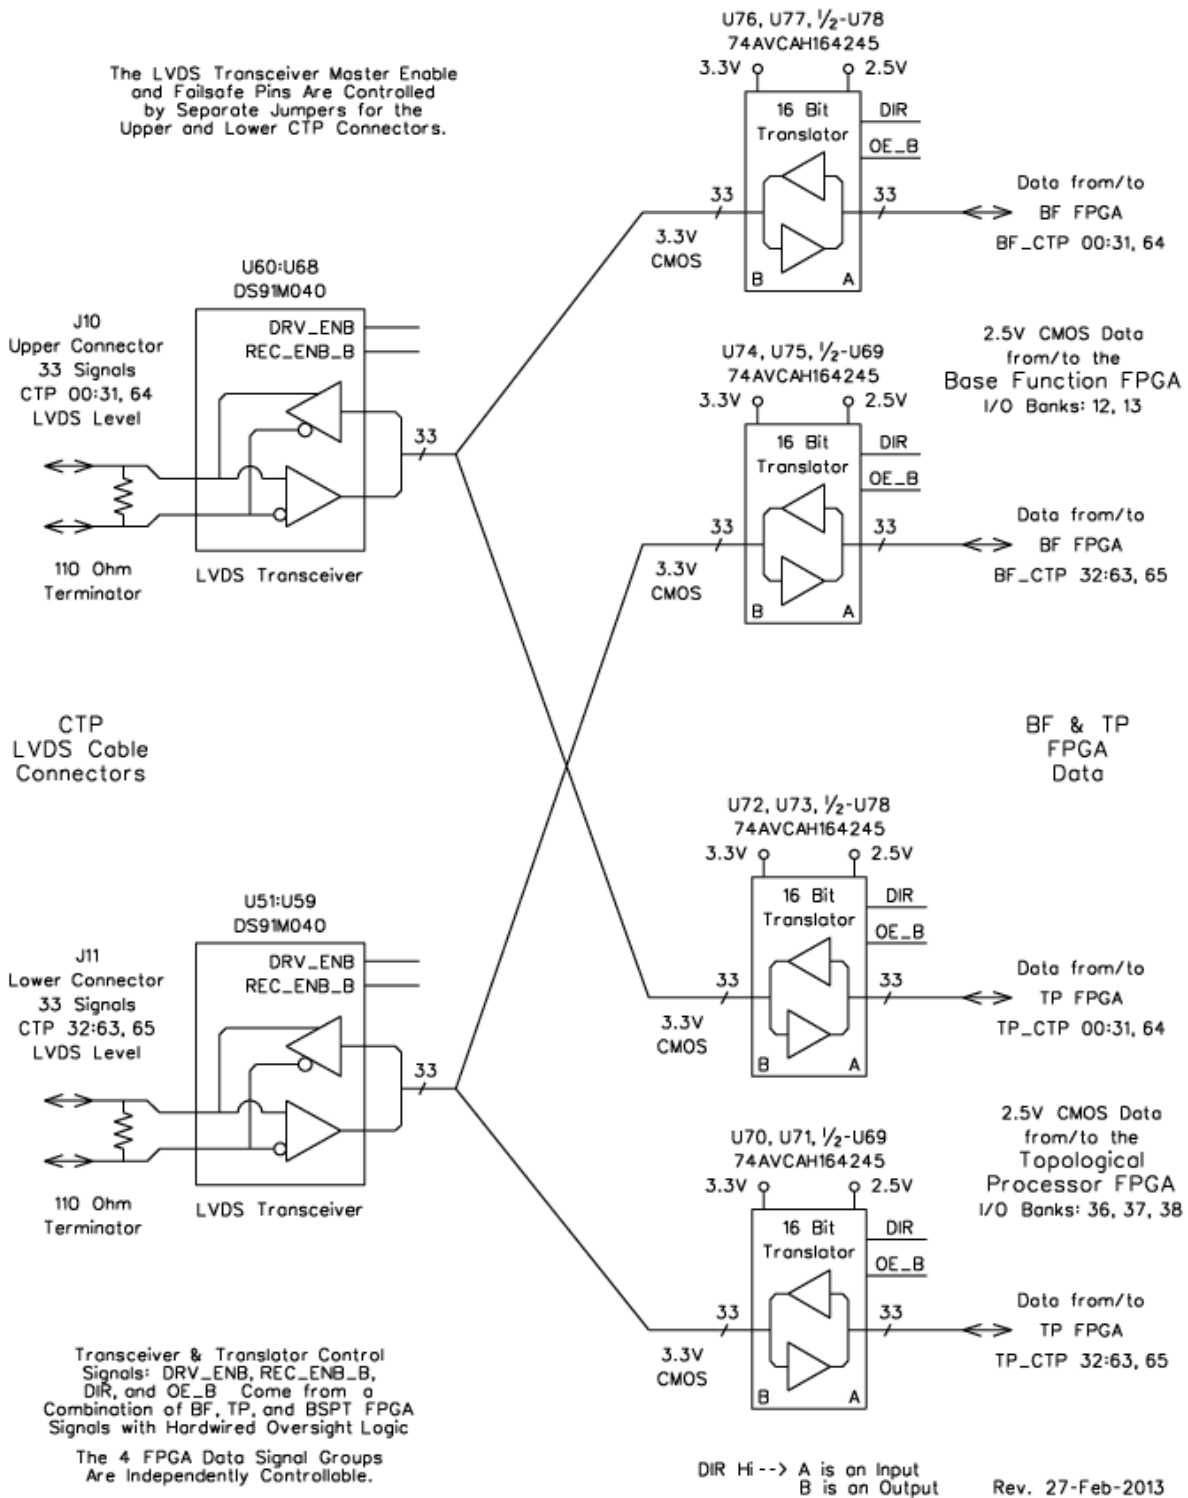 The LVDS Transceiver Master Enable
and Failsafe Pins Are Controlled
by Separate Jumpers for the
Upper and Lower CTP Connectors.
U76, U77, ½-U78
74AVCAH164245
3.3V
2.5V
16 Bit
Translator
DIR
OE_B
33
33
3.3V
CMOS
B
A
Data from/to
BF FPGA
BF_CTP 00:31, 64
U60:U68
DS91M040
DRV_ENB
REC_ENB_B
J10
Upper Connector
33 Signals
CTP 00:31, 64
LVDS Level
33
110 Ohm
Terminator
LVDS Transceiver
2.5V CMOS Data
from/to the
Base Function FPGA
I/O Banks: 12, 13
U74, U75, ½-U69
74AVCAH164245
3.3V
2.5V
16 Bit
Translator
DIR
OE_B
33
33
3.3V
CMOS
B
A
Data from/to
BF FPGA
BF_CTP 32:63, 65
CTP
LVDS Cable
Connectors
BF & TP
FPGA
Data
U72, U73, ½-U78
74AVCAH164245
3.3V
2.5V
16 Bit
Translator
DIR
OE_B
33
33
3.3V
CMOS
B
A
Data from/to
TP FPGA
TP_CTP 00:31, 64
U51:U59
DS91M040
DRV_ENB
REC_ENB_B
J11
Lower Connector
33 Signals
CTP 32:63, 65
LVDS Level
33
110 Ohm
Terminator
LVDS Transceiver
2.5V CMOS Data
from/to the
Topological
Processor FPGA
I/O Banks: 36, 37, 38
U70, U71, ½-U69
74AVCAH164245
3.3V
2.5V
16 Bit
Translator
DIR
OE_B
33
33
3.3V
CMOS
B
A
Data from/to
TP FPGA
TP_CTP 32:63, 65
Transceiver & Translator Control
Signals: DRV_ENB, REC_ENB_B,
DIR, and OE_B Come from a
Combination of BF, TP, and BSPT FPGA
Signals with Hardwired Oversight Logic
The 4 FPGA Data Signal Groups
Are Independently Controllable.
DIR Hi --> A is an Input
B is an Output
Rev. 27-Feb-2013